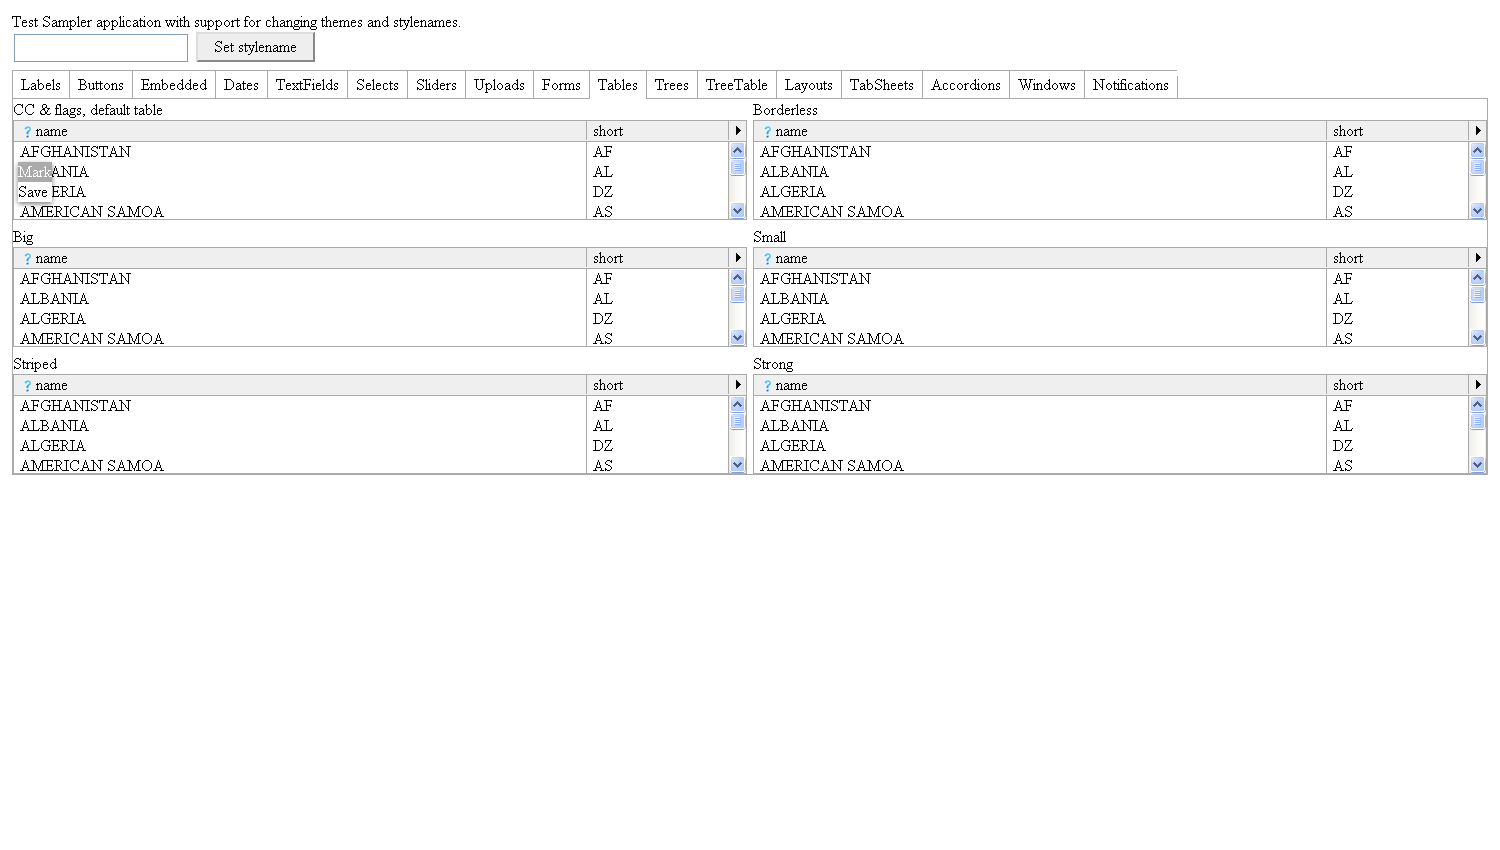 Test Sampler application with support for changing themes and stylenames.
Set stylename
Labels Buttons Embedded Dates TextFields Selects Sliders Uploads Forms Tables Trees TreeTable Layouts TabSheets Accordions Windows Notifications
CC & flags, default table
? name short
AFGHANISTAN AF
ANIA AL
ERIA DZ
AMERICAN SAMOA AS
Mark
Save
Borderless
? name short
AFGHANISTAN AF
ALBANIA AL
ALGERIA DZ
AMERICAN SAMOA AS
Big
? name short
AFGHANISTAN AF
ALBANIA AL
ALGERIA DZ
AMERICAN SAMOA AS
Small
? name short
AFGHANISTAN AF
ALBANIA AL
ALGERIA DZ
AMERICAN SAMOA AS
Striped
? name short
AFGHANISTAN AF
ALBANIA AL
ALGERIA DZ
AMERICAN SAMOA AS
Strong
? name short
AFGHANISTAN AF
ALBANIA AL
ALGERIA DZ
AMERICAN SAMOA AS